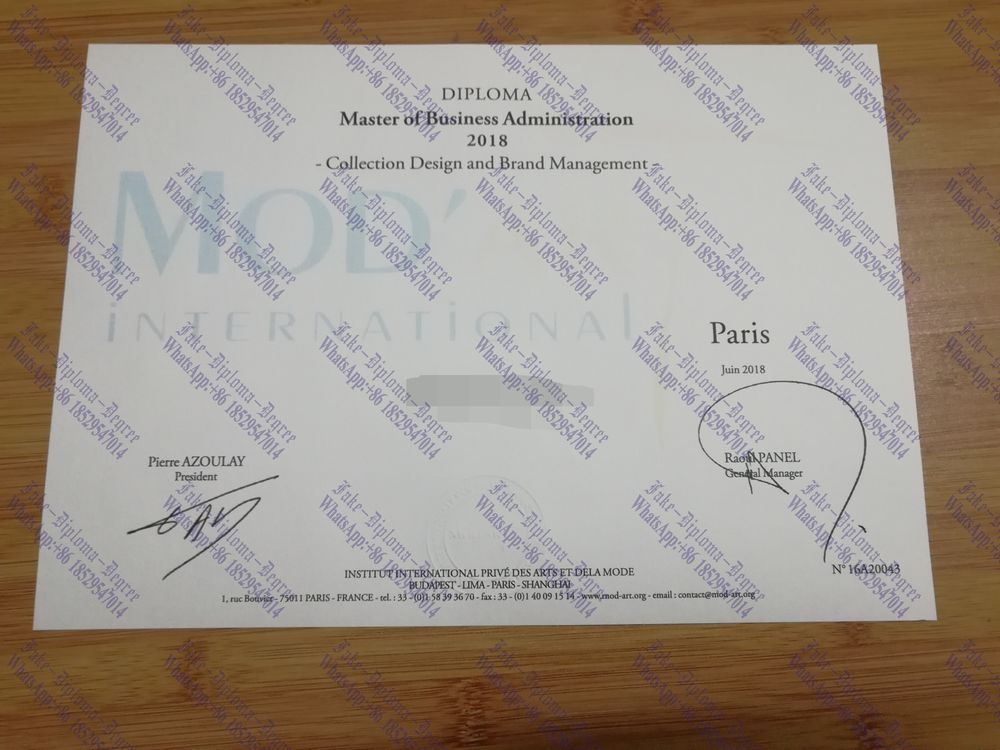 DIPLOMA
Master of Business Administration
2018
- Collection Design and Brand Management -
MOD'
INTERNATIONAL
Paris
Juin 2018
Pierre AZOULAY
President
Raoul PANEL
General Manager
N° 16A20043
INSTITUT INTERNATIONAL PRIVÉ DES ARTS ET DE LA MODE
BUDAPEST - LIMA - PARIS - SHANGHAI
1, ruc Bouvier - 75011 PARIS - FRANCE - tel. : 33 - (0)1 58 39 36 70 - fax : 33 - (0)1 40 09 15 14 - www.mod-art.org - email : contact@mod-art.org
Fake-Diploma-Degree
WhatsApp:+86 18529547014